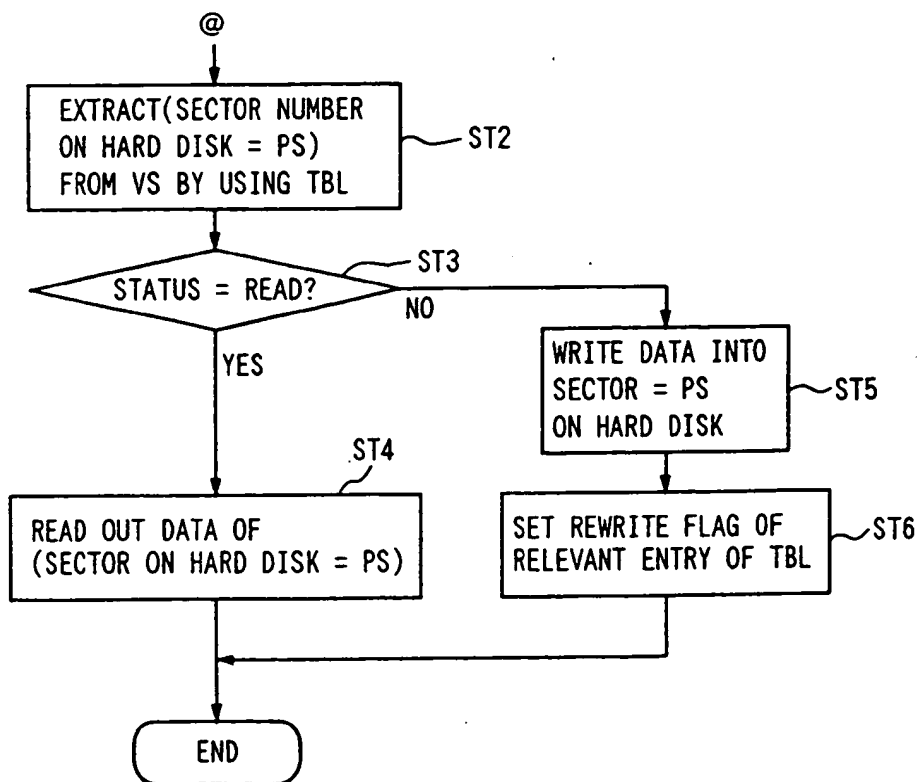 @
EXTRACT(SECTOR NUMBER
ON HARD DISK = PS)
FROM VS BY USING TBL
ST2
STATUS = READ?
ST3
NO
YES
WRITE DATA INTO
SECTOR = PS
ON HARD DISK
ST5
ST4
READ OUT DATA OF
(SECTOR ON HARD DISK = PS)
SET REWRITE FLAG OF
RELEVANT ENTRY OF TBL
ST6
END